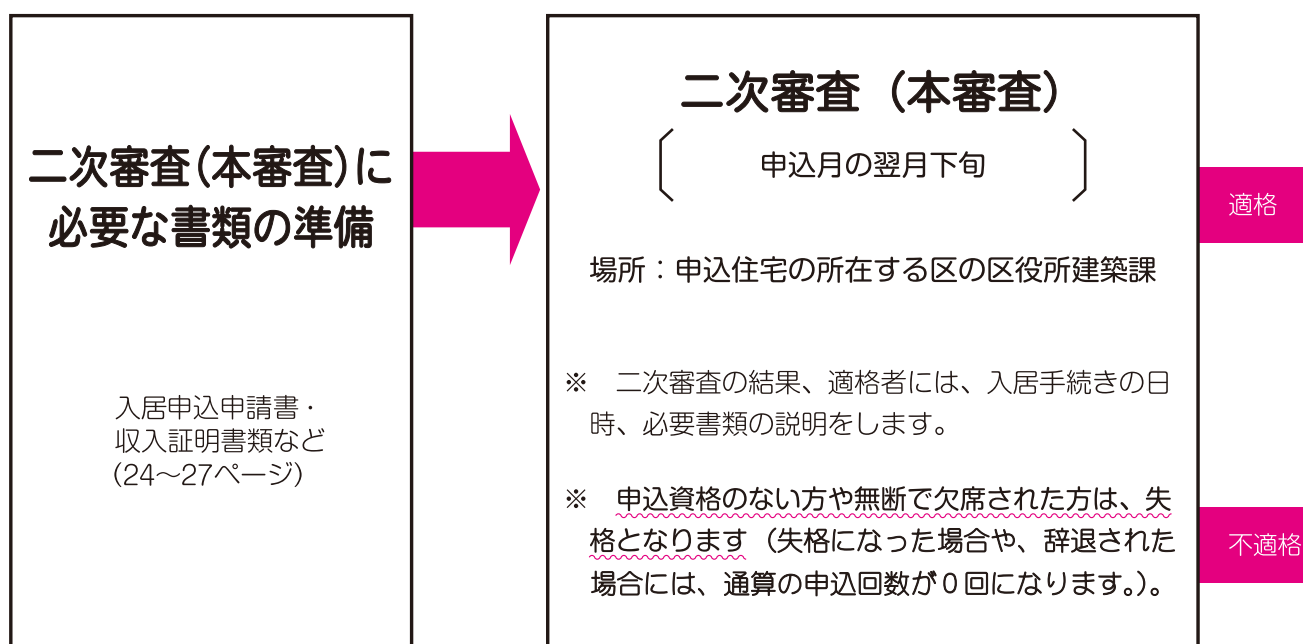 二次審査(本審査)に
必要な書類の準備
入居申込申請書・
収入証明書類など
(24〜27ページ)
二次審査（本審査）
申込月の翌月下旬
場所：申込住宅の所在する区の区役所建築課
※　二次審査の結果、適格者には、入居手続きの日
時、必要書類の説明をします。
※　申込資格のない方や無断で欠席された方は、失
格となります（失格になった場合や、辞退された
場合には、通算の申込回数が０回になります。）。
適格
不適格